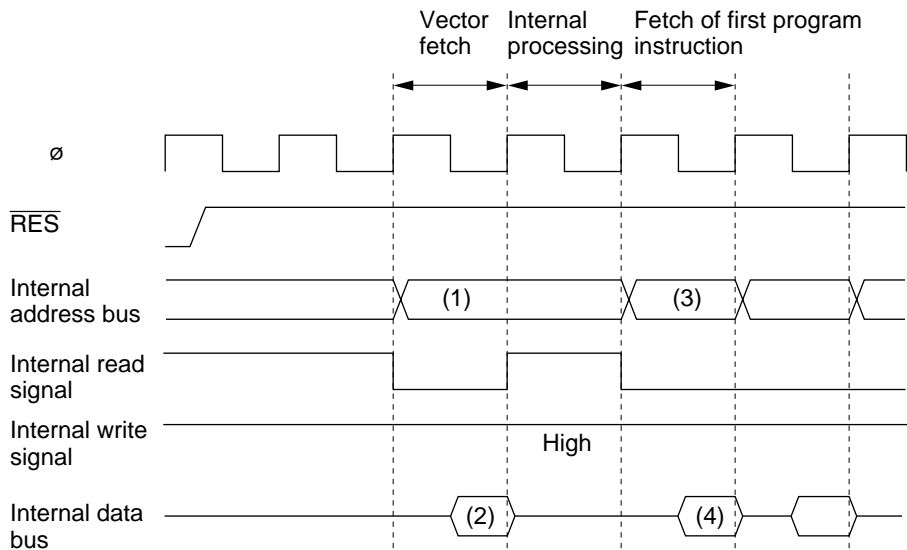 Vector
fetch
Internal
processing
Fetch of first program
instruction
ø
RES
Internal
address bus
(1)
(3)
Internal read
signal
Internal write
signal
High
Internal data
bus
(2)
(4)